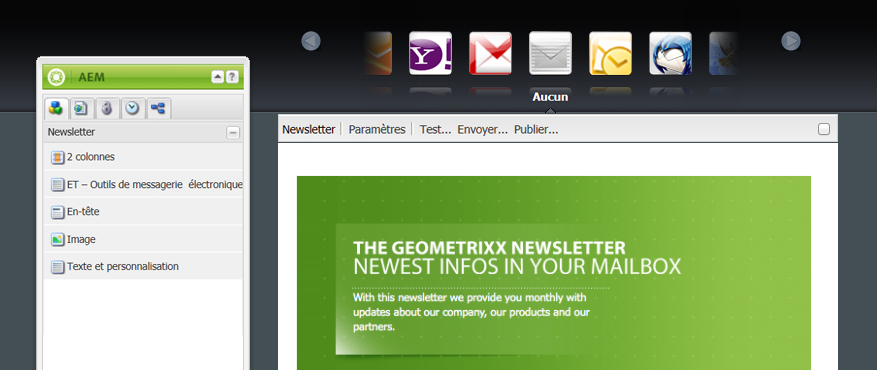 Y!
Aucun
AEM
?
Newsletter
2 colonnes
ET – Outils de messagerie électronique
En-tête
Image
Texte et personnalisation
Newsletter Paramètres Test... Envoyer... Publier...
THE GEOMETRIXX NEWSLETTER
NEWEST INFOS IN YOUR MAILBOX
With this newsletter we provide you monthly with
updates about our company, our products and our
partners.